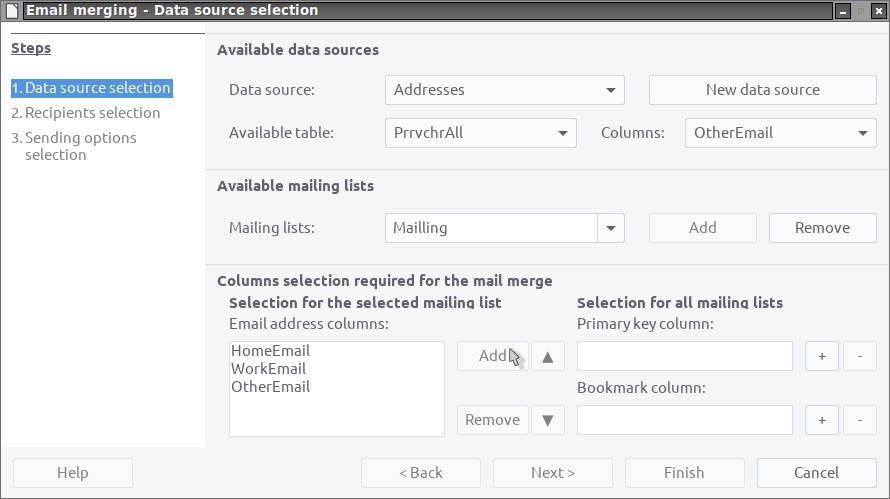 Email merging - Data source selection
Steps
1. Data source selection
2. Recipients selection
3. Sending options
selection
Available data sources
Data source: Addresses New data source
Available table: PrrvchrAll Columns: OtherEmail
Available mailing lists
Mailing lists: Mailling Add Remove
Columns selection required for the mail merge
Selection for the selected mailing list Selection for all mailing lists
Email address columns: Primary key column:
HomeEmail Add ▲ + -
WorkEmail
OtherEmail
Bookmark column:
Remove ▼ + -
Help < Back Next > Finish Cancel